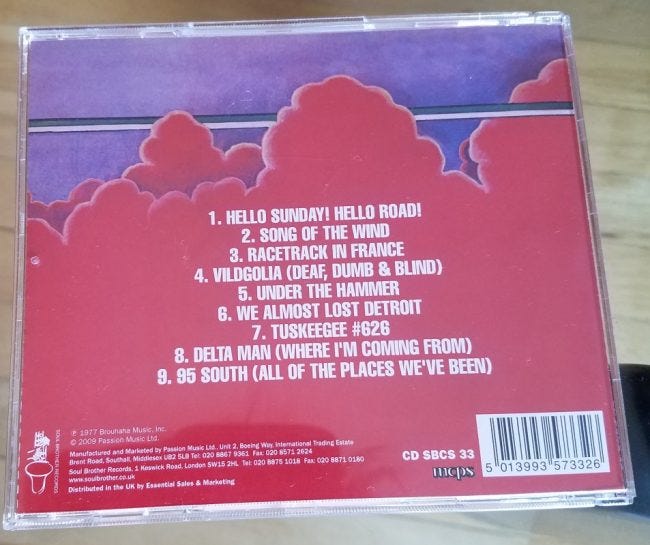 1. HELLO SUNDAY! HELLO ROAD!
2. SONG OF THE WIND
3. RACETRACK IN FRANCE
4. VILDGOLIA (DEAF, DUMB & BLIND)
5. UNDER THE HAMMER
6. WE ALMOST LOST DETROIT
7. TUSKEEGEE #626
8. DELTA MAN (WHERE I'M COMING FROM)
9. 95 SOUTH (ALL OF THE PLACES WE'VE BEEN)
SOUL BROTHER RECORDS
℗ 1977 Brouhaha Music, Inc.
© 2009 Passion Music Ltd.
Manufactured and Marketed by Passion Music Ltd., Unit 2, Boeing Way, International Trading Estate
Brent Road, Southall, Middlesex UB2 5LB Tel: 020 8867 9361 Fax: 020 8571 2624
Soul Brother Records, 1 Keswick Road, London SW15 2HL Tel: 020 8875 1018 Fax: 020 8871 0180
www.soulbrother.co.uk
Distributed in the UK by Essential Sales & Marketing
CD SBCS 33
mcps
5 013993 573326